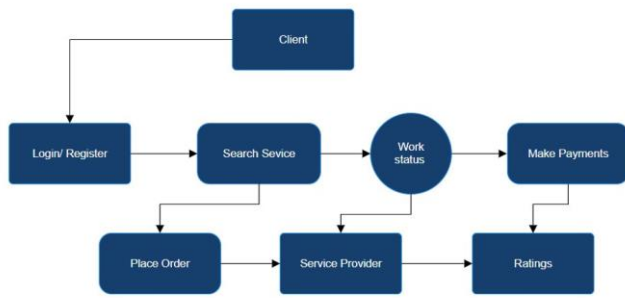 Client
Login/ Register
Search Sevice
Work
status
Make Payments
Place Order
Service Provider
Ratings